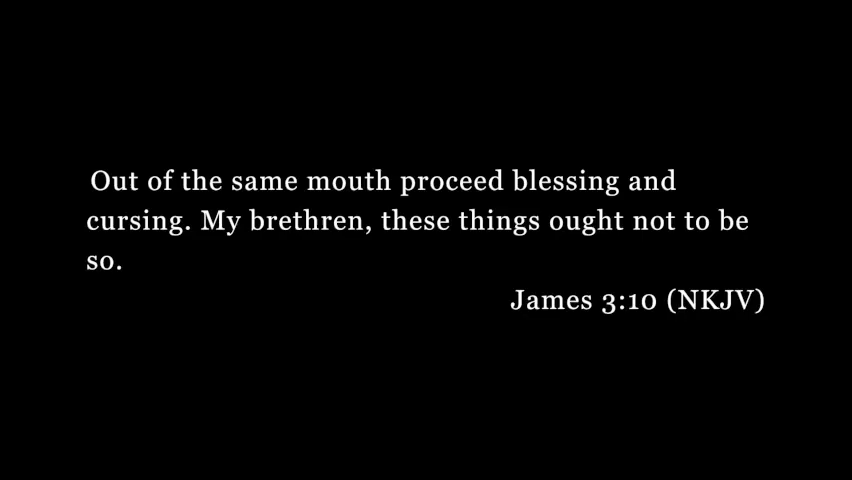 Out of the same mouth proceed blessing and
cursing. My brethren, these things ought not to be
so.
James 3:10 (NKJV)